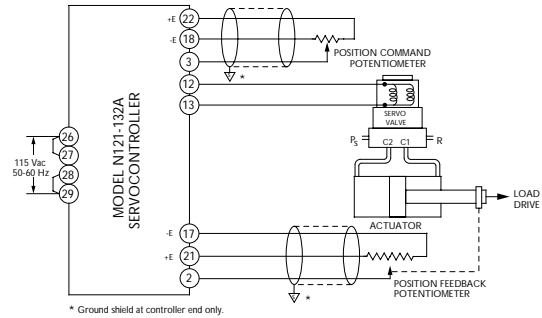 22
+E
18
-E
3
*
POSITION COMMAND
POTENTIOMETER
12
13
MODEL N121-132A
SERVOCONTROLLER
SERVO
VALVE
PS
C2 C1
R
26
27
28
29
115 Vac
50-60 Hz
LOAD
DRIVE
ACTUATOR
17
-E
21
+E
2
*
POSITION FEEDBACK
POTENTIOMETER
* Ground shield at controller end only.